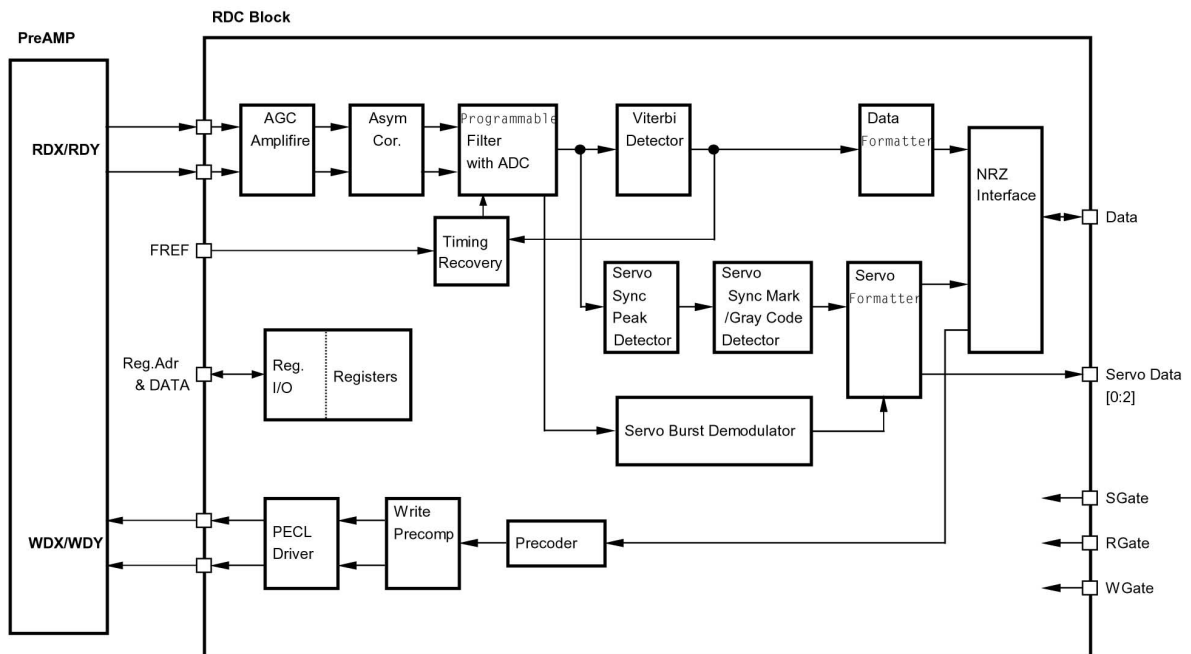 RDC Block
PreAMP
RDX/RDY
AGC
Amplifire
Asym
Cor.
Programmable
Filter
with ADC
Viterbi
Detector
Data
Formatter
NRZ
Interface
Data
FREF
Timing
Recovery
Servo
Sync
Peak
Detector
Servo
Sync Mark
/Gray Code
Detector
Servo
Formatter
Reg.Adr
& DATA
Reg.
I/O
Registers
Servo Data
[0:2]
Servo Burst Demodulator
WDX/WDY
PECL
Driver
Write
Precomp
Precoder
SGate
RGate
WGate